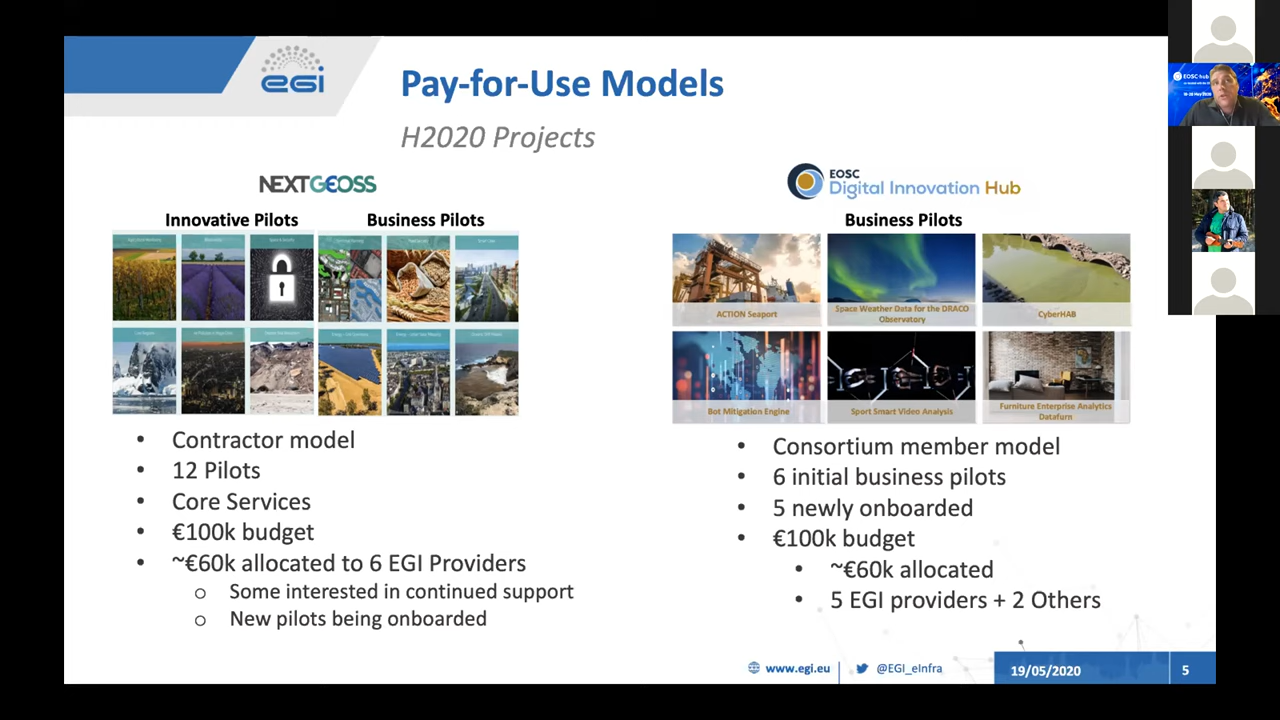 egi
Pay-for-Use Models
H2020 Projects
NEXTGEOSS
Innovative Pilots
Business Pilots
• Contractor model
• 12 Pilots
• Core Services
• €100k budget
• ~€60k allocated to 6 EGI Providers
o Some interested in continued support
o New pilots being onboarded
EOSC
Digital Innovation Hub
Business Pilots
ACTION Seaport
Space Weather Data for the DRACO
Observatory
CyberHAB
Bot Mitigation Engine
Sport Smart Video Analysis
Furniture Enterprise Analytics
Datafurn
• Consortium member model
• 6 initial business pilots
• 5 newly onboarded
• €100k budget
• ~€60k allocated
• 5 EGI providers + 2 Others
www.egi.eu
@EGI_eInfra
19/05/2020
5
EOSC-hub